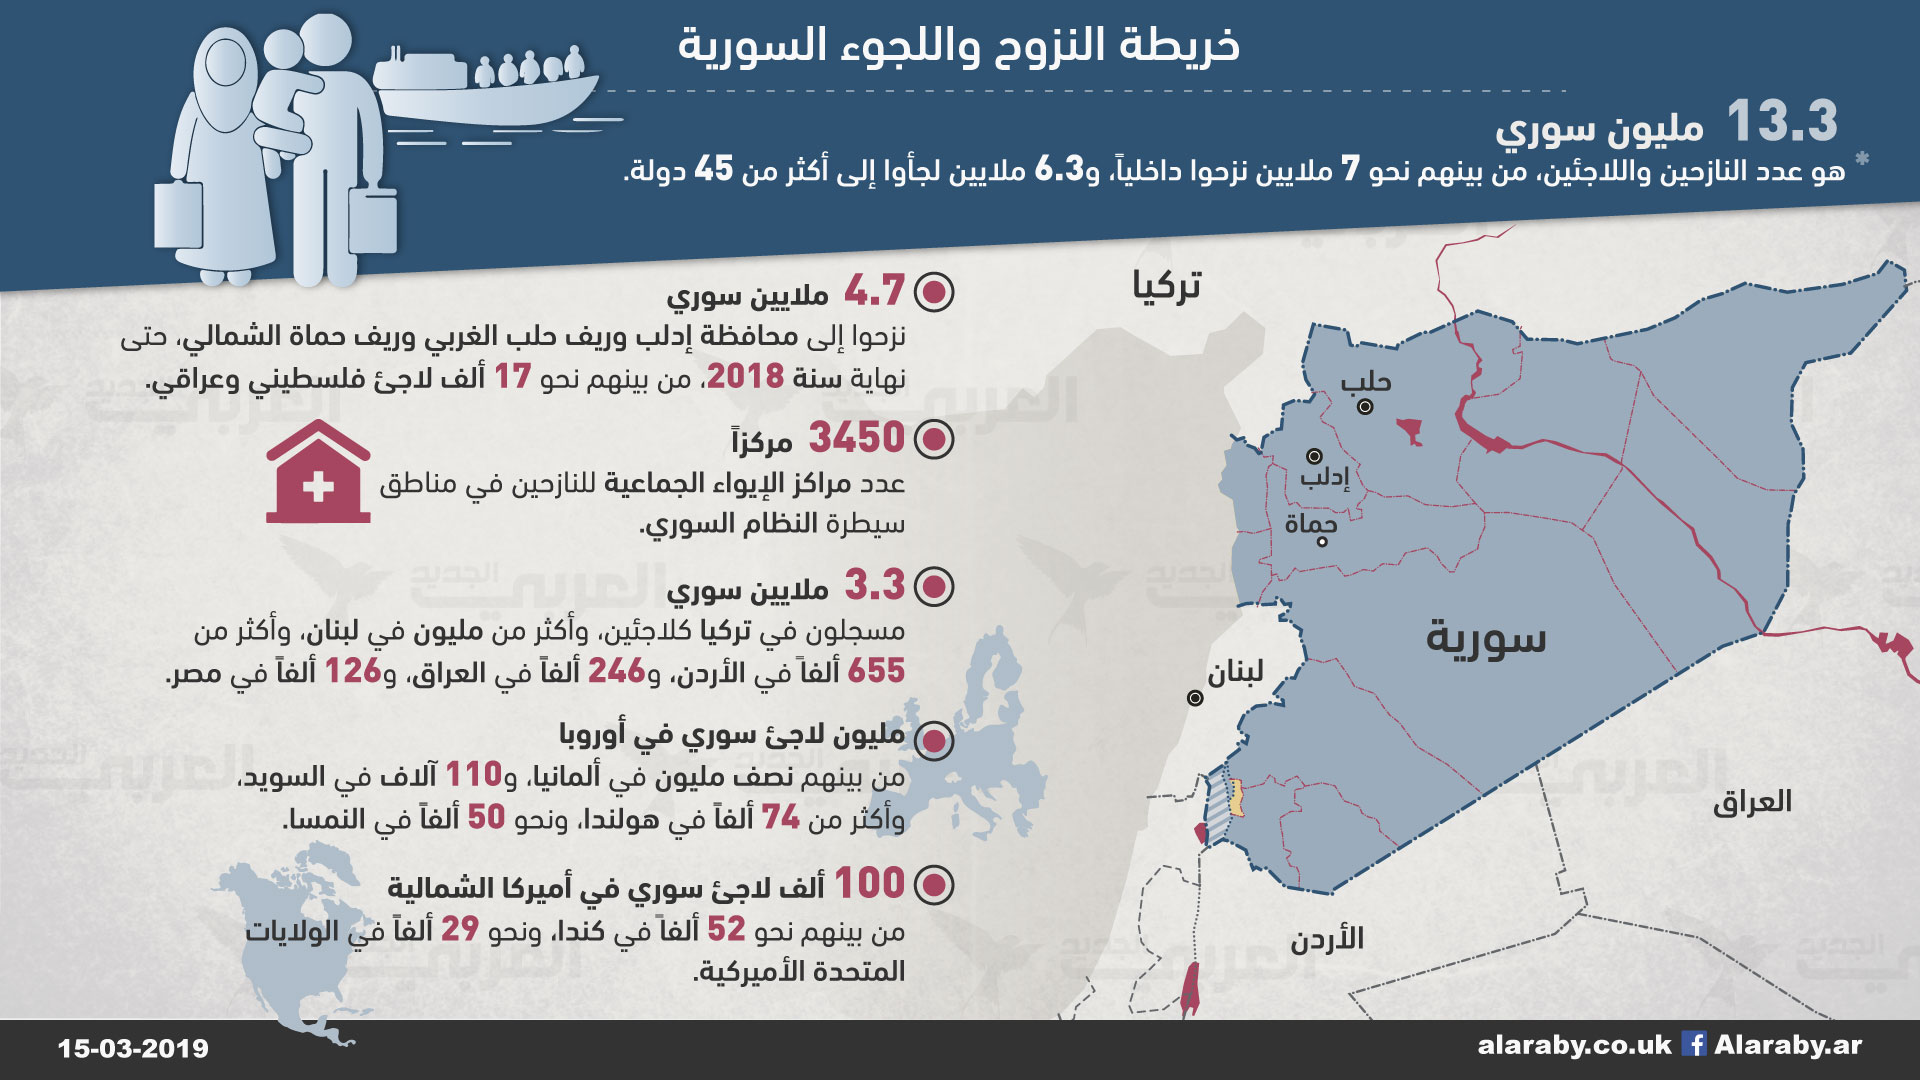 خريطة النزوح واللجوء السورية
13.3 مليون سوري
* هو عدد النازحين واللاجئين، من بينهم نحو 7 ملايين نزحوا داخلياً، و6.3 ملايين لجأوا إلى أكثر من 45 دولة.
4.7 ملايين سوري
نزحوا إلى محافظة إدلب وريف حلب الغربي وريف حماة الشمالي، حتى
نهاية سنة 2018، من بينهم نحو 17 ألف لاجئ فلسطيني وعراقي.
3450 مركزاً
عدد مراكز الإيواء الجماعية للنازحين في مناطق
سيطرة النظام السوري.
3.3 ملايين سوري
مسجلون في تركيا كلاجئين، وأكثر من مليون في لبنان، وأكثر من
655 ألفاً في الأردن، و246 ألفاً في العراق، و126 ألفاً في مصر.
مليون لاجئ سوري في أوروبا
من بينهم نصف مليون في ألمانيا، و110 آلاف في السويد،
وأكثر من 74 ألفاً في هولندا، ونحو 50 ألفاً في النمسا.
100 ألف لاجئ سوري في أميركا الشمالية
من بينهم نحو 52 ألفاً في كندا، ونحو 29 ألفاً في الولايات
المتحدة الأميركية.
تركيا
حلب
إدلب
حماة
سورية
لبنان
العراق
الأردن
العربي الجديد
15-03-2019
alaraby.co.uk Alaraby.ar